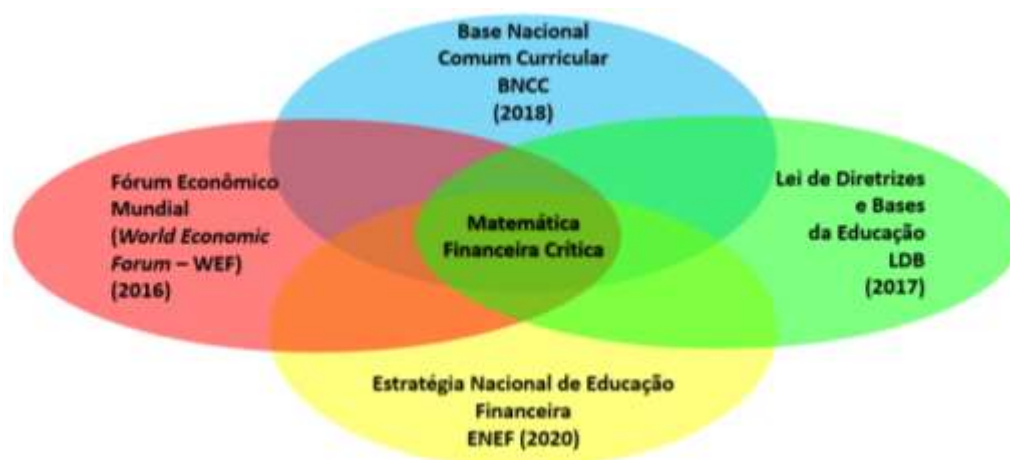 Base Nacional
Comum Curricular
BNCC
(2018)
Fórum Econômico
Mundial
(World Economic
Forum – WEF)
(2016)
Matemática
Financeira Crítica
Lei de Diretrizes
e Bases
da Educação
LDB
(2017)
Estratégia Nacional de Educação
Financeira
ENEF (2020)